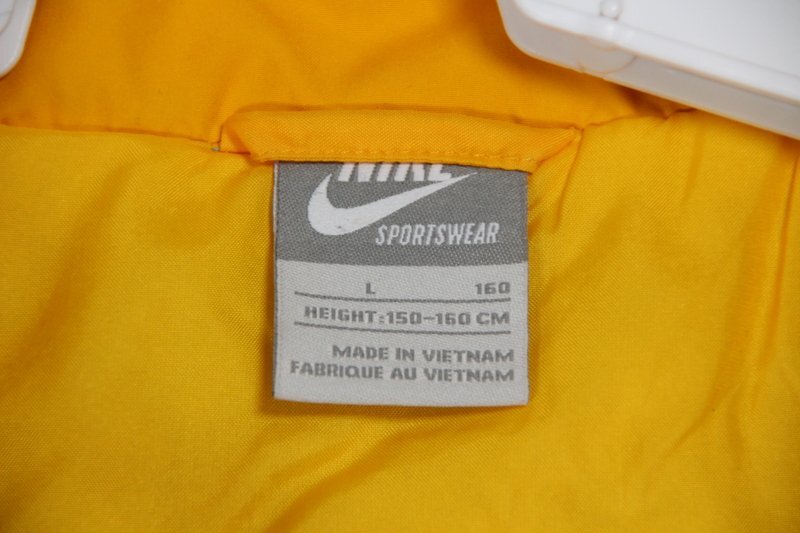 NIKE
SPORTSWEAR
L 160
HEIGHT:150-160 CM
MADE IN VIETNAM
FABRIQUE AU VIETNAM